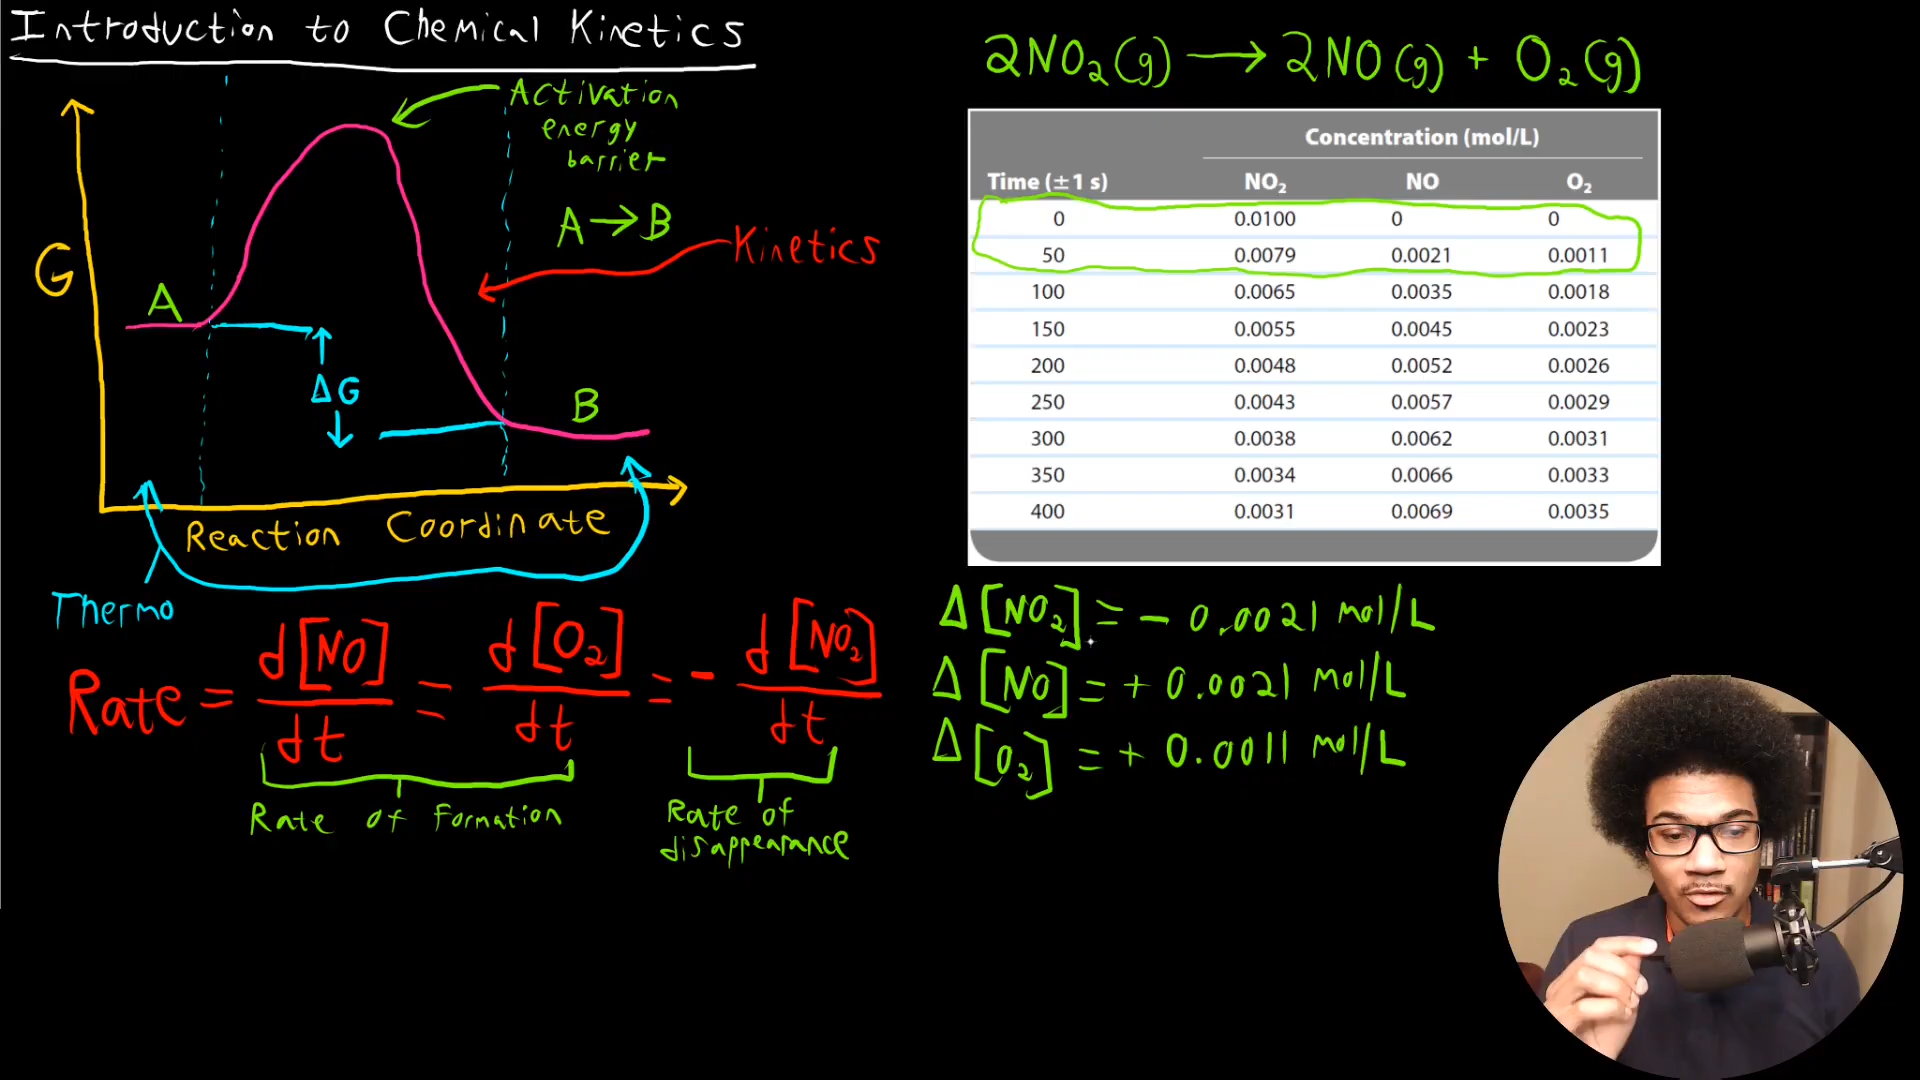 Introduction to Chemical Kinetics
Activation
energy
barrier
A → B
Kinetics
G
A
ΔG
B
Reaction Coordinate
Thermo
Rate = d[NO]/dt = d[O₂]/dt = - d[NO₂]/dt
Rate of Formation
Rate of
disappearance
2NO₂(g) → 2NO(g) + O₂(g)
Concentration (mol/L)
Time (±1 s) NO₂ NO O₂
0 0.0100 0 0
50 0.0079 0.0021 0.0011
100 0.0065 0.0035 0.0018
150 0.0055 0.0045 0.0023
200 0.0048 0.0052 0.0026
250 0.0043 0.0057 0.0029
300 0.0038 0.0062 0.0031
350 0.0034 0.0066 0.0033
400 0.0031 0.0069 0.0035
Δ[NO₂] = - 0.0021 mol/L
Δ[NO] = + 0.0021 mol/L
Δ[O₂] = + 0.0011 mol/L